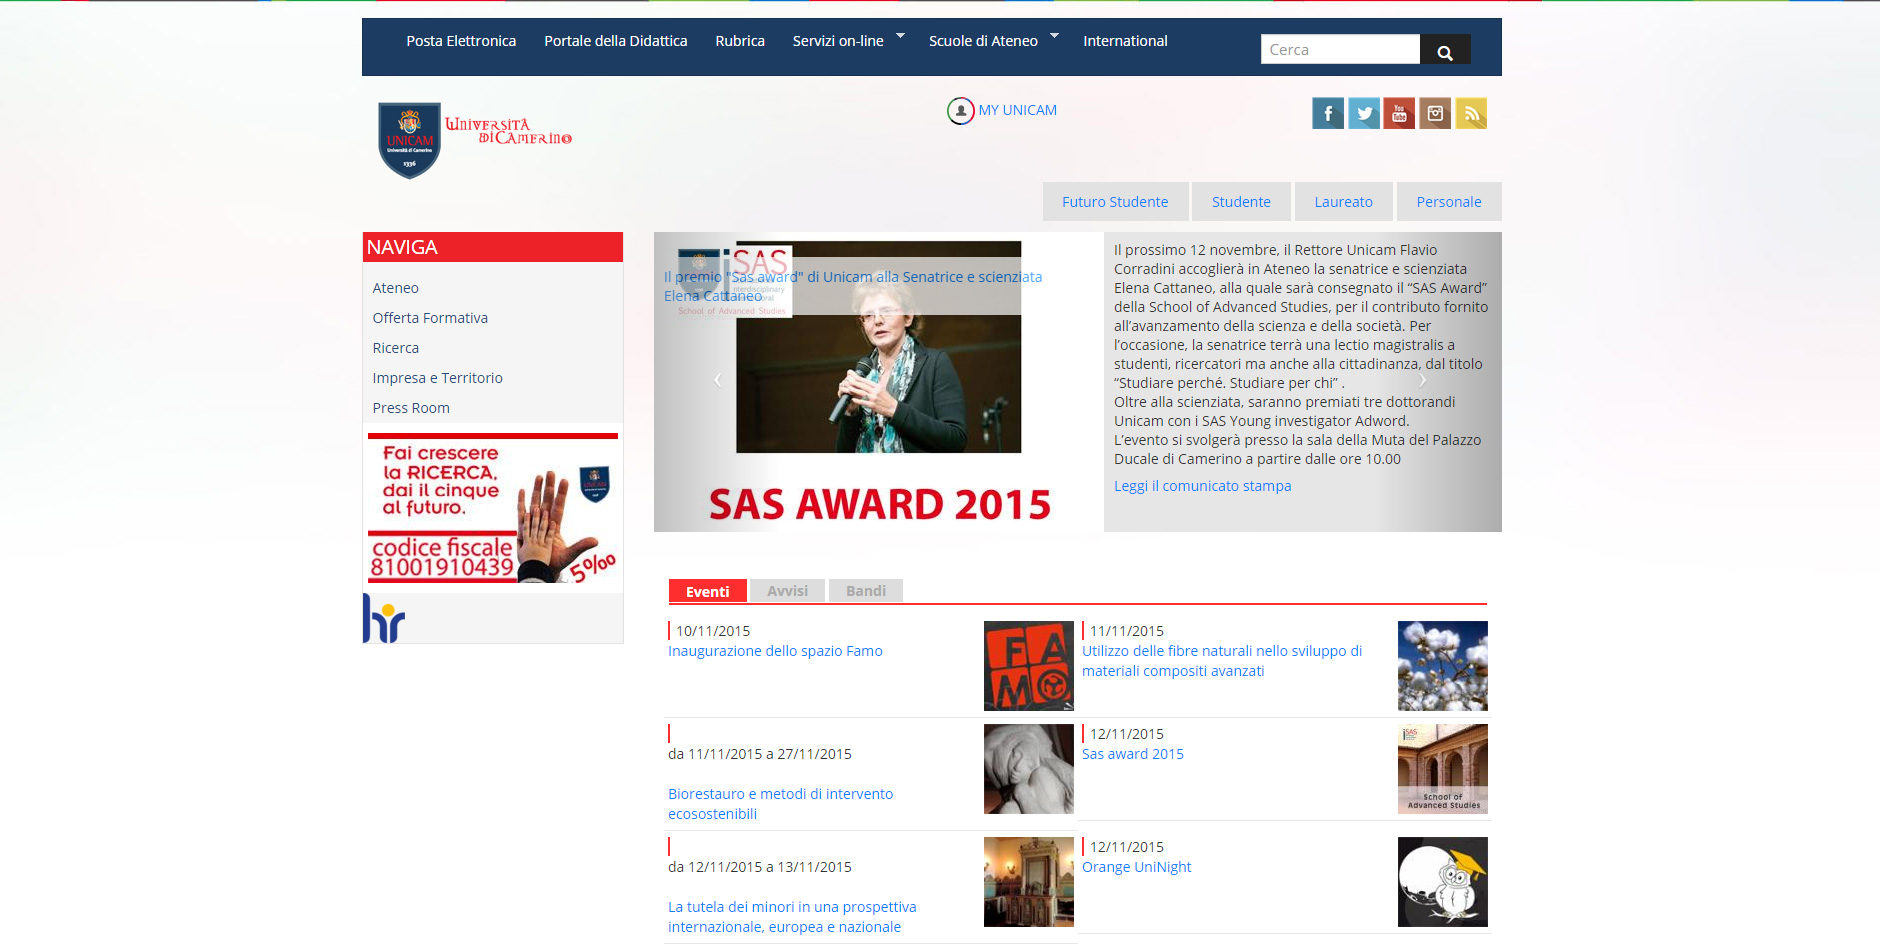 Posta Elettronica
Portale della Didattica
Rubrica
Servizi on-line
Scuole di Ateneo
International
Cerca
UNICAM
Università di Camerino
1336
Università
di Camerino
MY UNICAM
f
You
Tube
Futuro Studente
Studente
Laureato
Personale
NAVIGA
Ateneo
Offerta Formativa
Ricerca
Impresa e Territorio
Press Room
Fai crescere
la RICERCA,
dai il cinque
al futuro.
codice fiscale
81001910439
5‰
hr
iSAS
Il premio "Sas award" di Unicam alla Senatrice e scienziata
Elena Cattaneo
School of Advanced Studies
SAS AWARD 2015
Il prossimo 12 novembre, il Rettore Unicam Flavio
Corradini accoglierà in Ateneo la senatrice e scienziata
Elena Cattaneo, alla quale sarà consegnato il “SAS Award”
della School of Advanced Studies, per il contributo fornito
all’avanzamento della scienza e della società. Per
l’occasione, la senatrice terrà una lectio magistralis a
studenti, ricercatori ma anche alla cittadinanza, dal titolo
“Studiare perché. Studiare per chi” .
Oltre alla scienziata, saranno premiati tre dottorandi
Unicam con i SAS Young investigator Adword.
L’evento si svolgerà presso la sala della Muta del Palazzo
Ducale di Camerino a partire dalle ore 10.00
Leggi il comunicato stampa
Eventi
Avvisi
Bandi
10/11/2015
Inaugurazione dello spazio Famo
FA
MO
11/11/2015
Utilizzo delle fibre naturali nello sviluppo di
materiali compositi avanzati
da 11/11/2015 a 27/11/2015
Biorestauro e metodi di intervento
ecosostenibili
12/11/2015
Sas award 2015
iSAS
School of
Advanced Studies
da 12/11/2015 a 13/11/2015
La tutela dei minori in una prospettiva
internazionale, europea e nazionale
12/11/2015
Orange UniNight